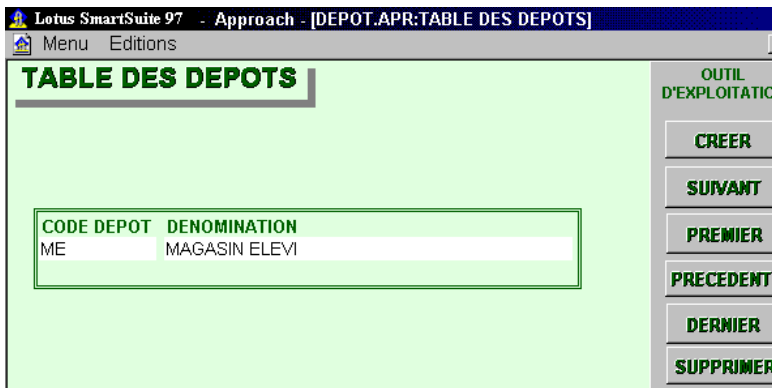 Lotus SmartSuite 97 - Approach - [DEPOT.APR:TABLE DES DEPOTS]
Menu Editions
TABLE DES DEPOTS
OUTIL
D'EXPLOITATIO
CREER
SUIVANT
CODE DEPOT DENOMINATION
ME MAGASIN ELEVI
PREMIER
PRECEDENT
DERNIER
SUPPRIMER